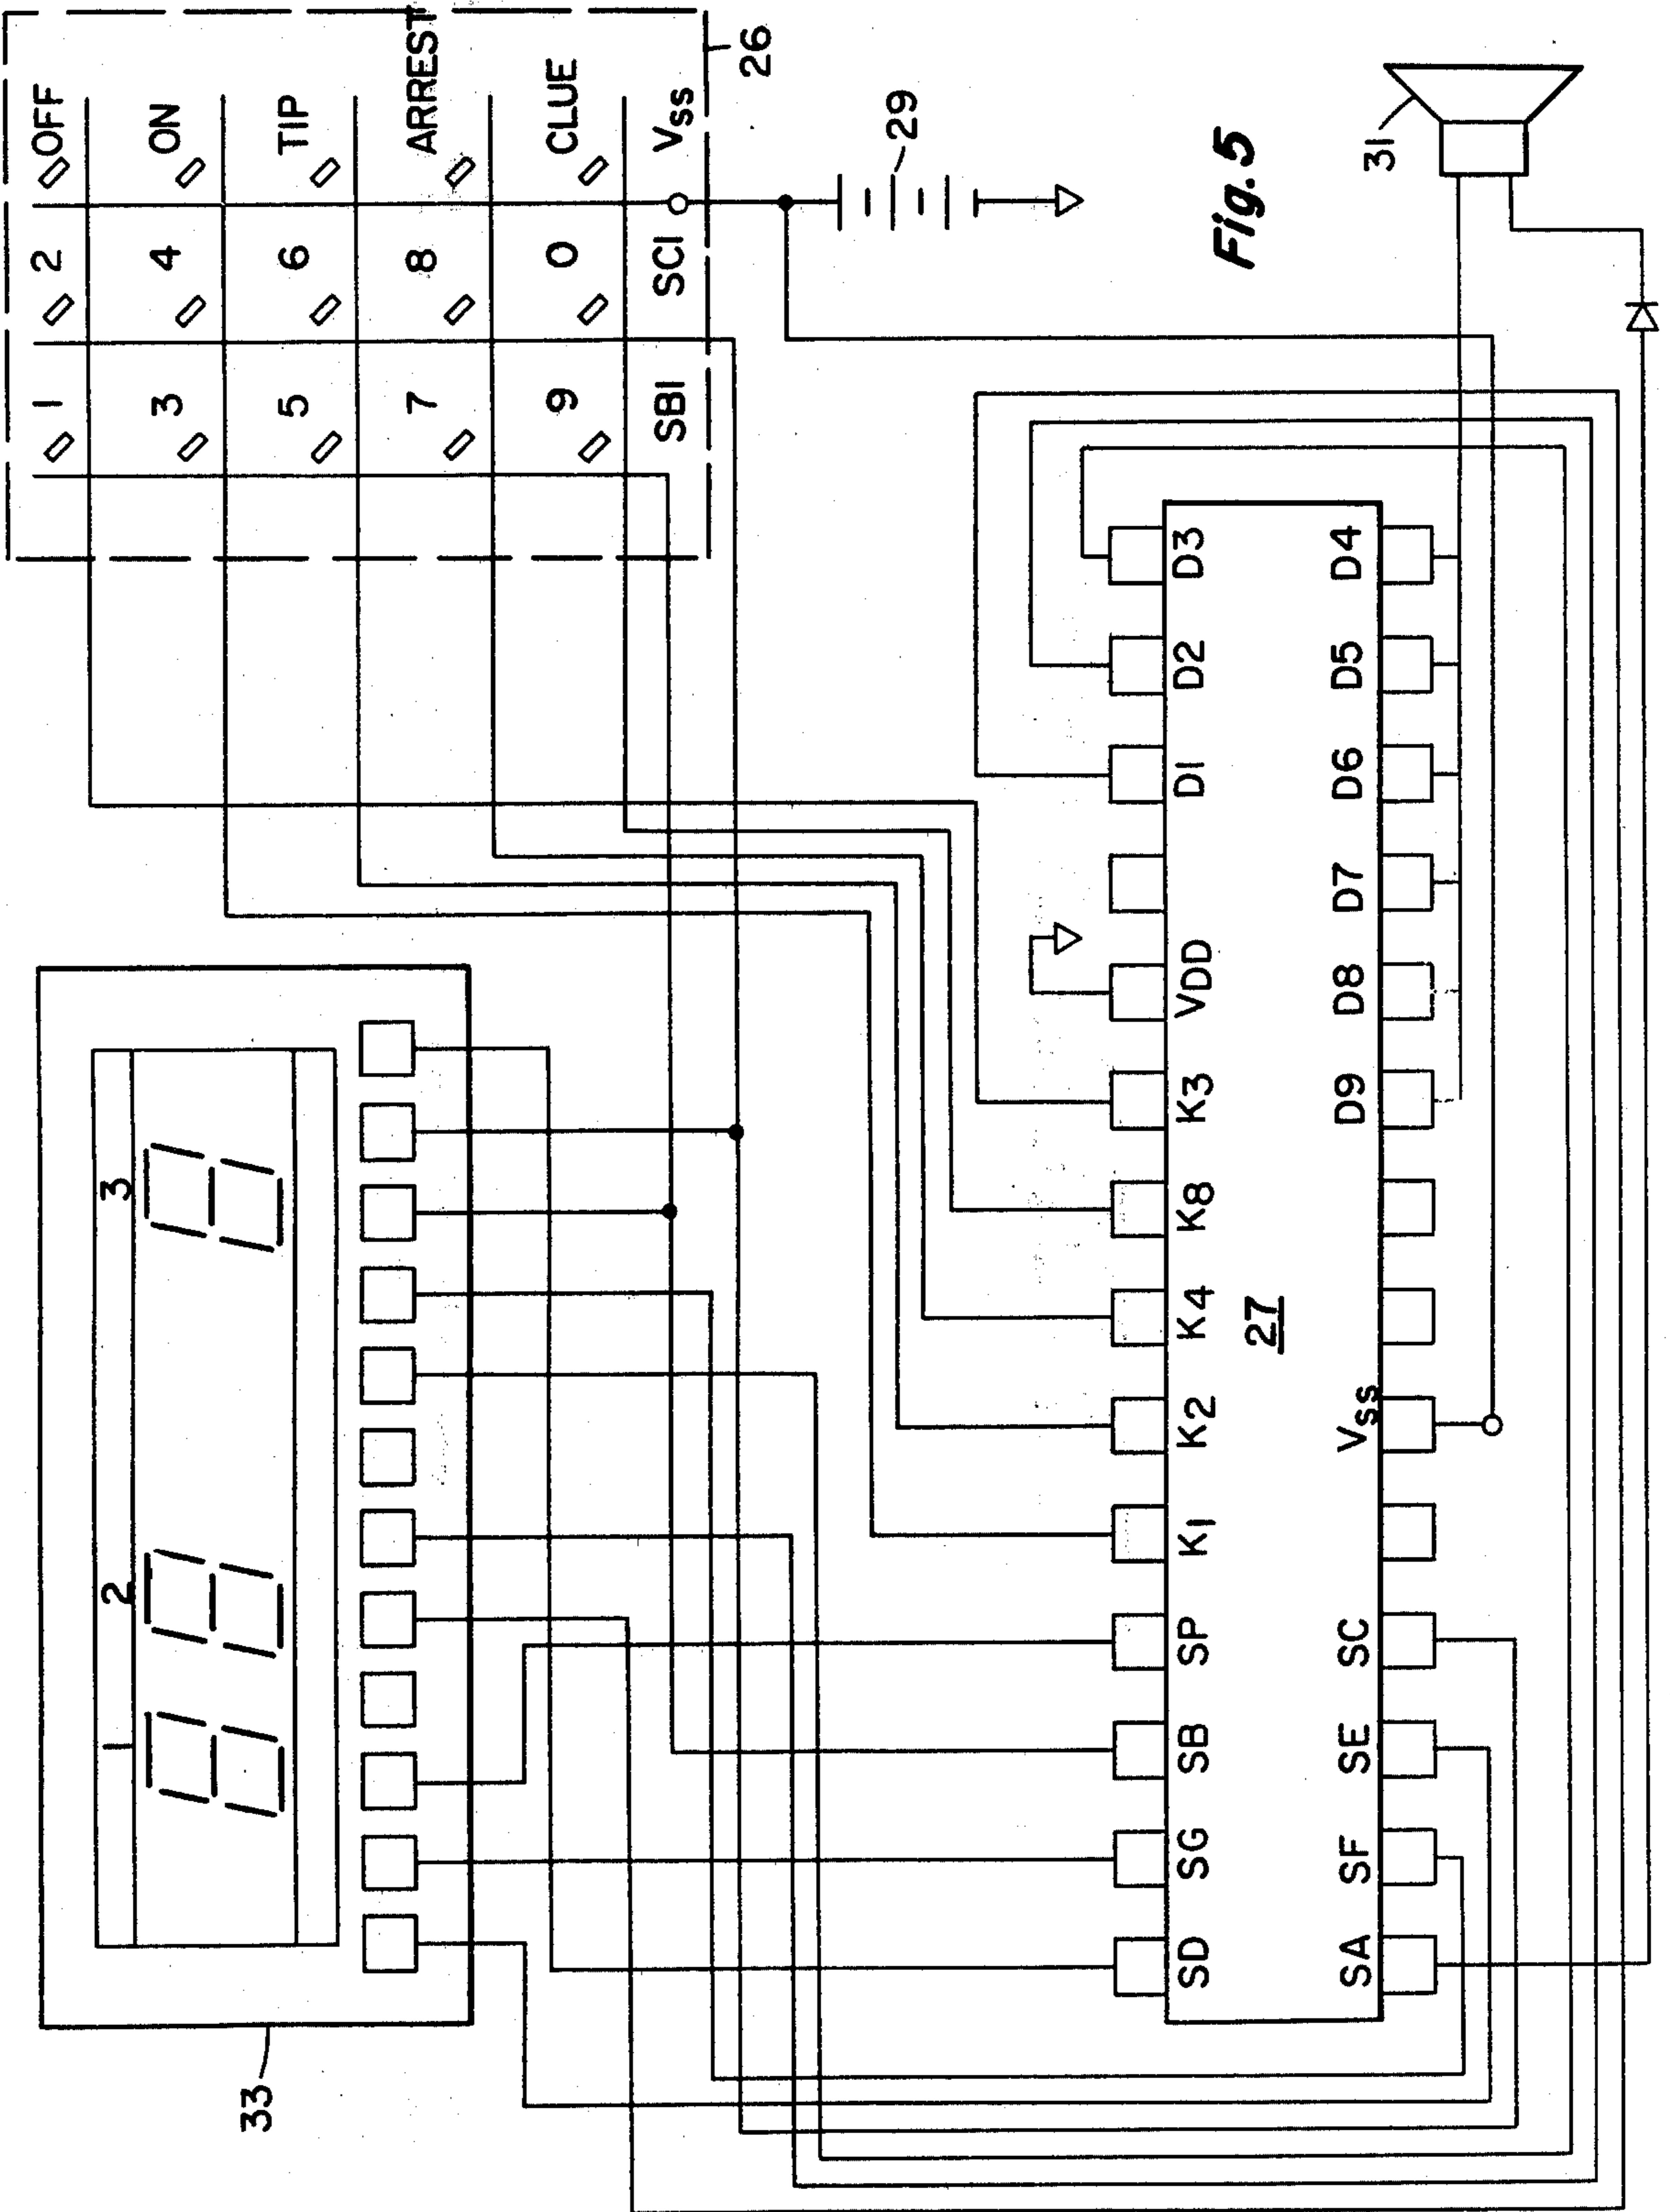 OFF
ON
TIP
ARREST
CLUE
Vss
2
4
6
8
0
SCI
1
3
5
7
9
SBI
26
29
Fig. 5
31
33
1
2
3
SD
SG
SB
SP
K1
K2
K4
K8
K3
VDD
D1
D2
D3
27
SA
SF
SE
SC
Vss
D9
D8
D7
D6
D5
D4